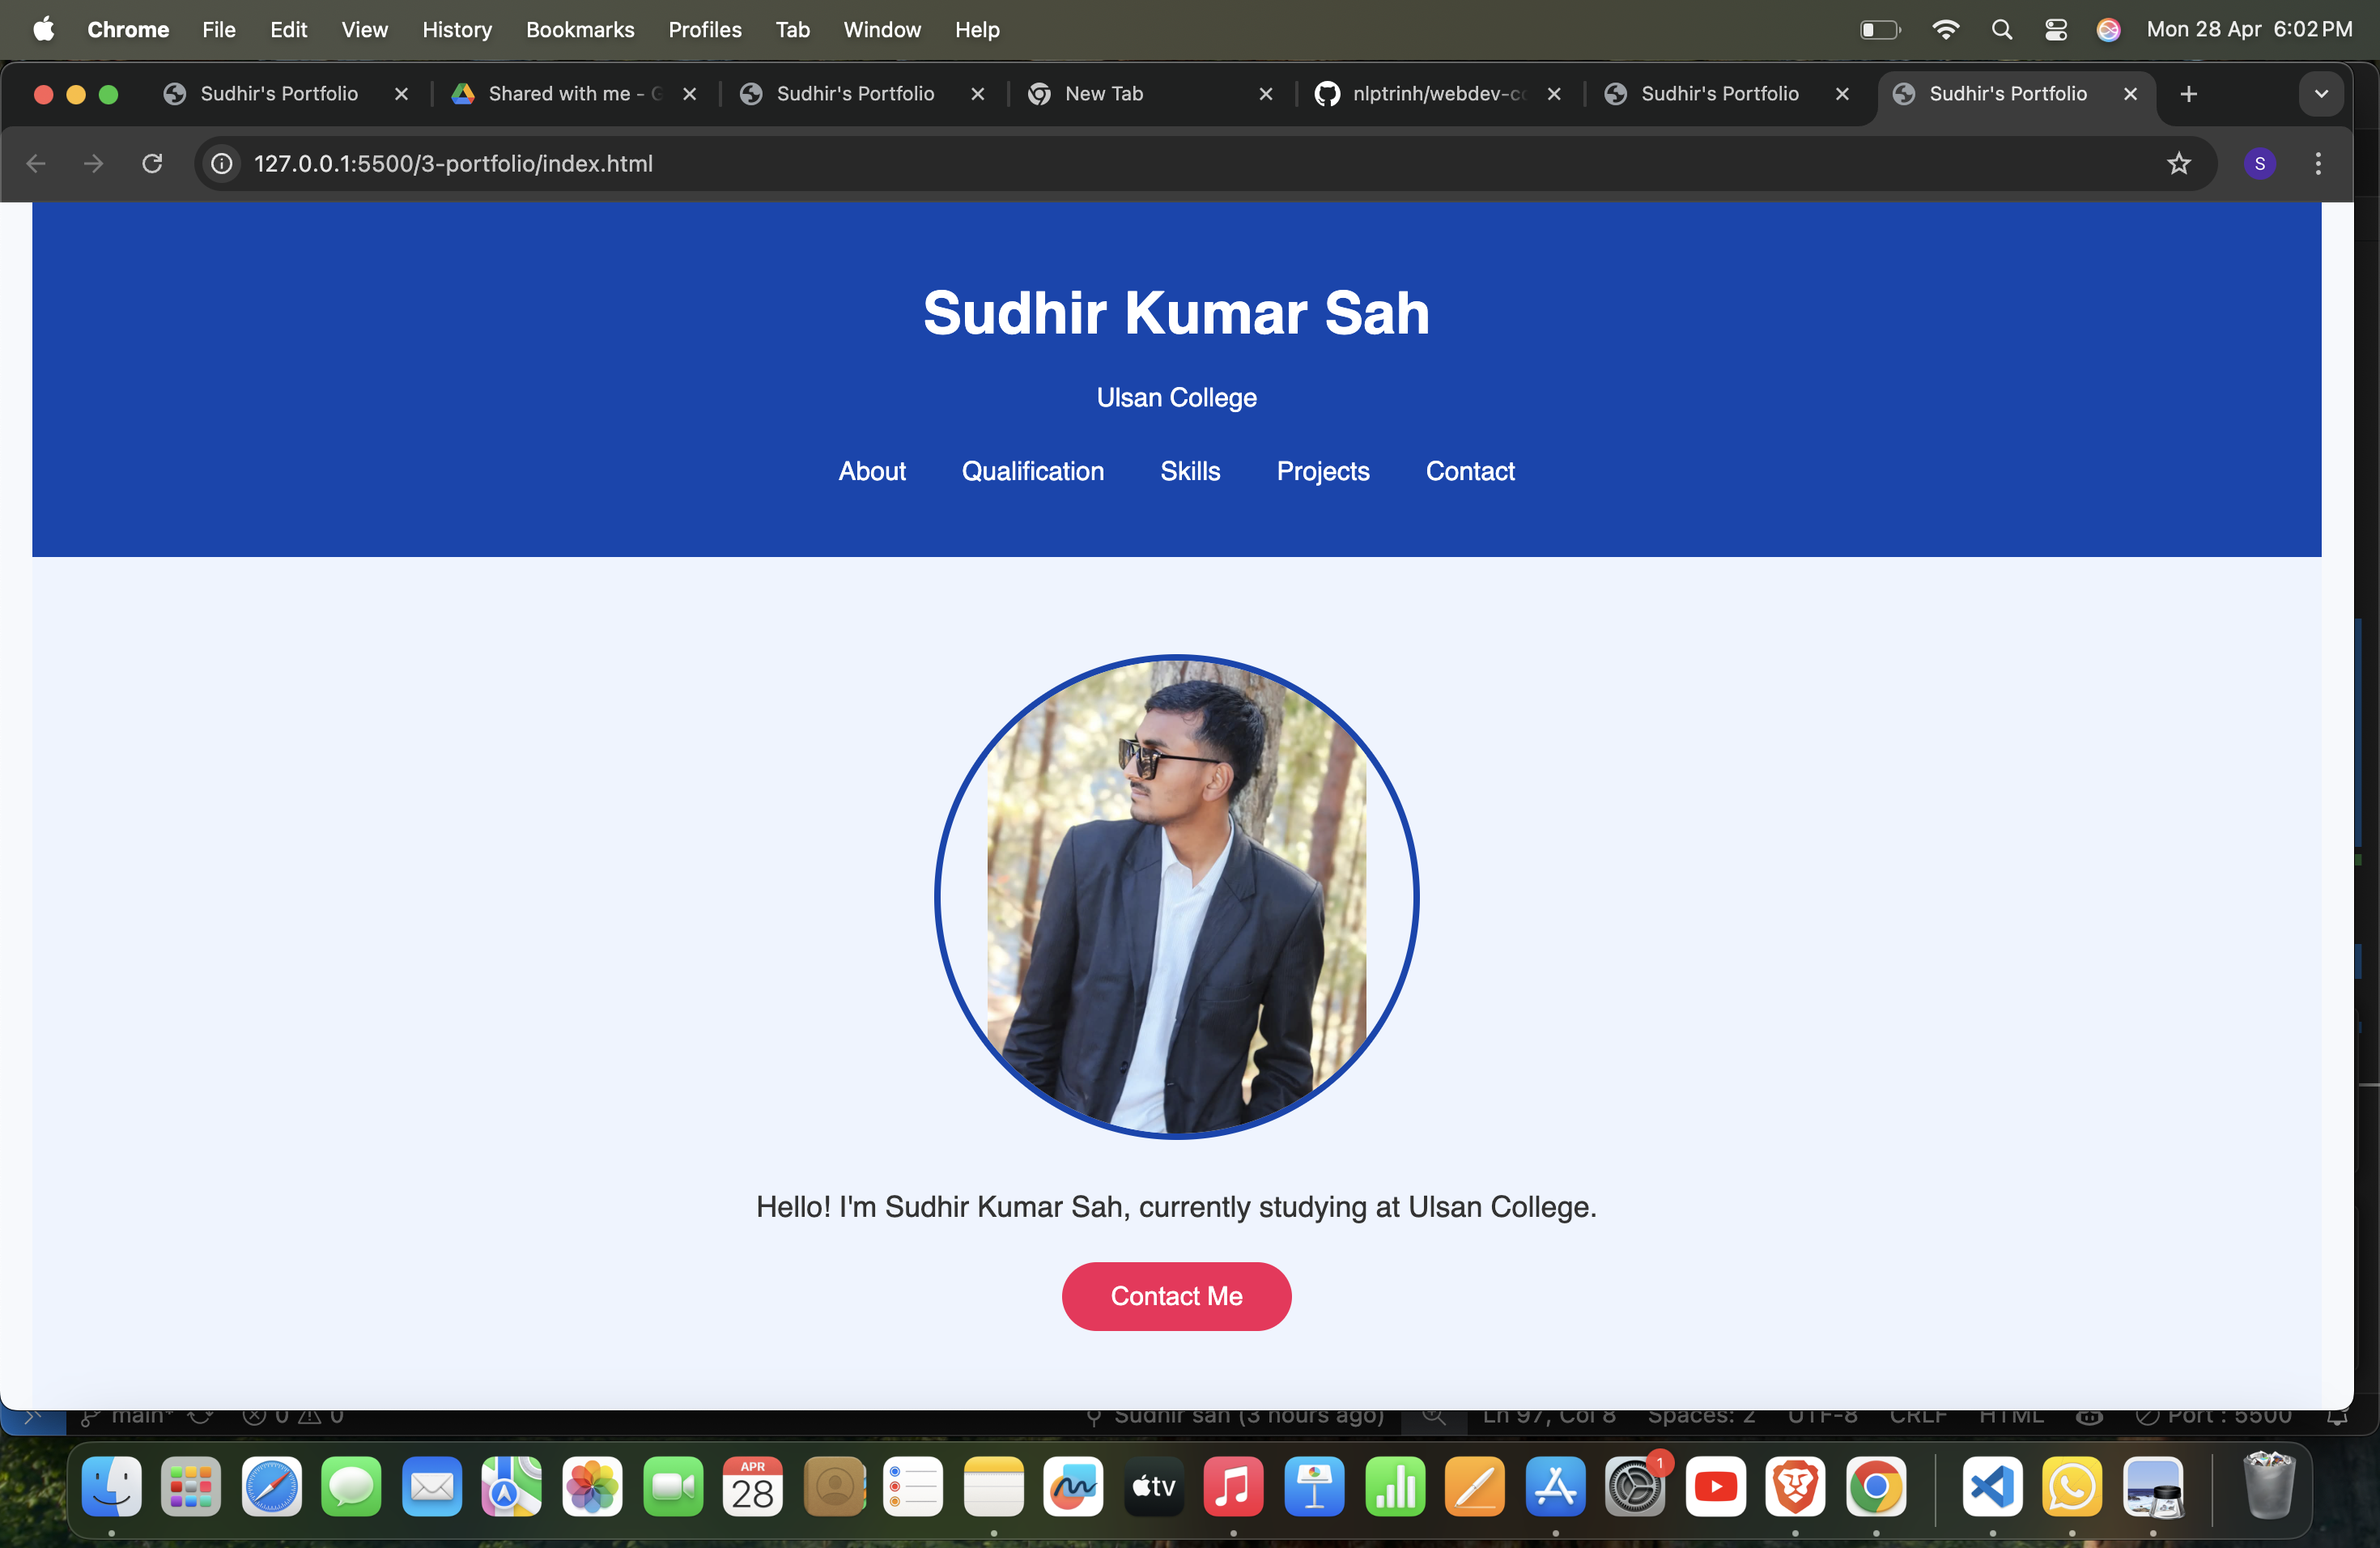 Chrome File Edit View History Bookmarks Profiles Tab Window Help Mon 28 Apr 6:02 PM
Sudhir's Portfolio Shared with me - G Sudhir's Portfolio New Tab nlptrinh/webdev-co Sudhir's Portfolio Sudhir's Portfolio
127.0.0.1:5500/3-portfolio/index.html S
Sudhir Kumar Sah
Ulsan College
About Qualification Skills Projects Contact
Hello! I'm Sudhir Kumar Sah, currently studying at Ulsan College.
Contact Me
main* 0 0 Sudhir sah (3 hours ago) Ln 97, Col 8 Spaces: 2 UTF-8 CRLF HTML Port : 5500
APR
28
tv
1